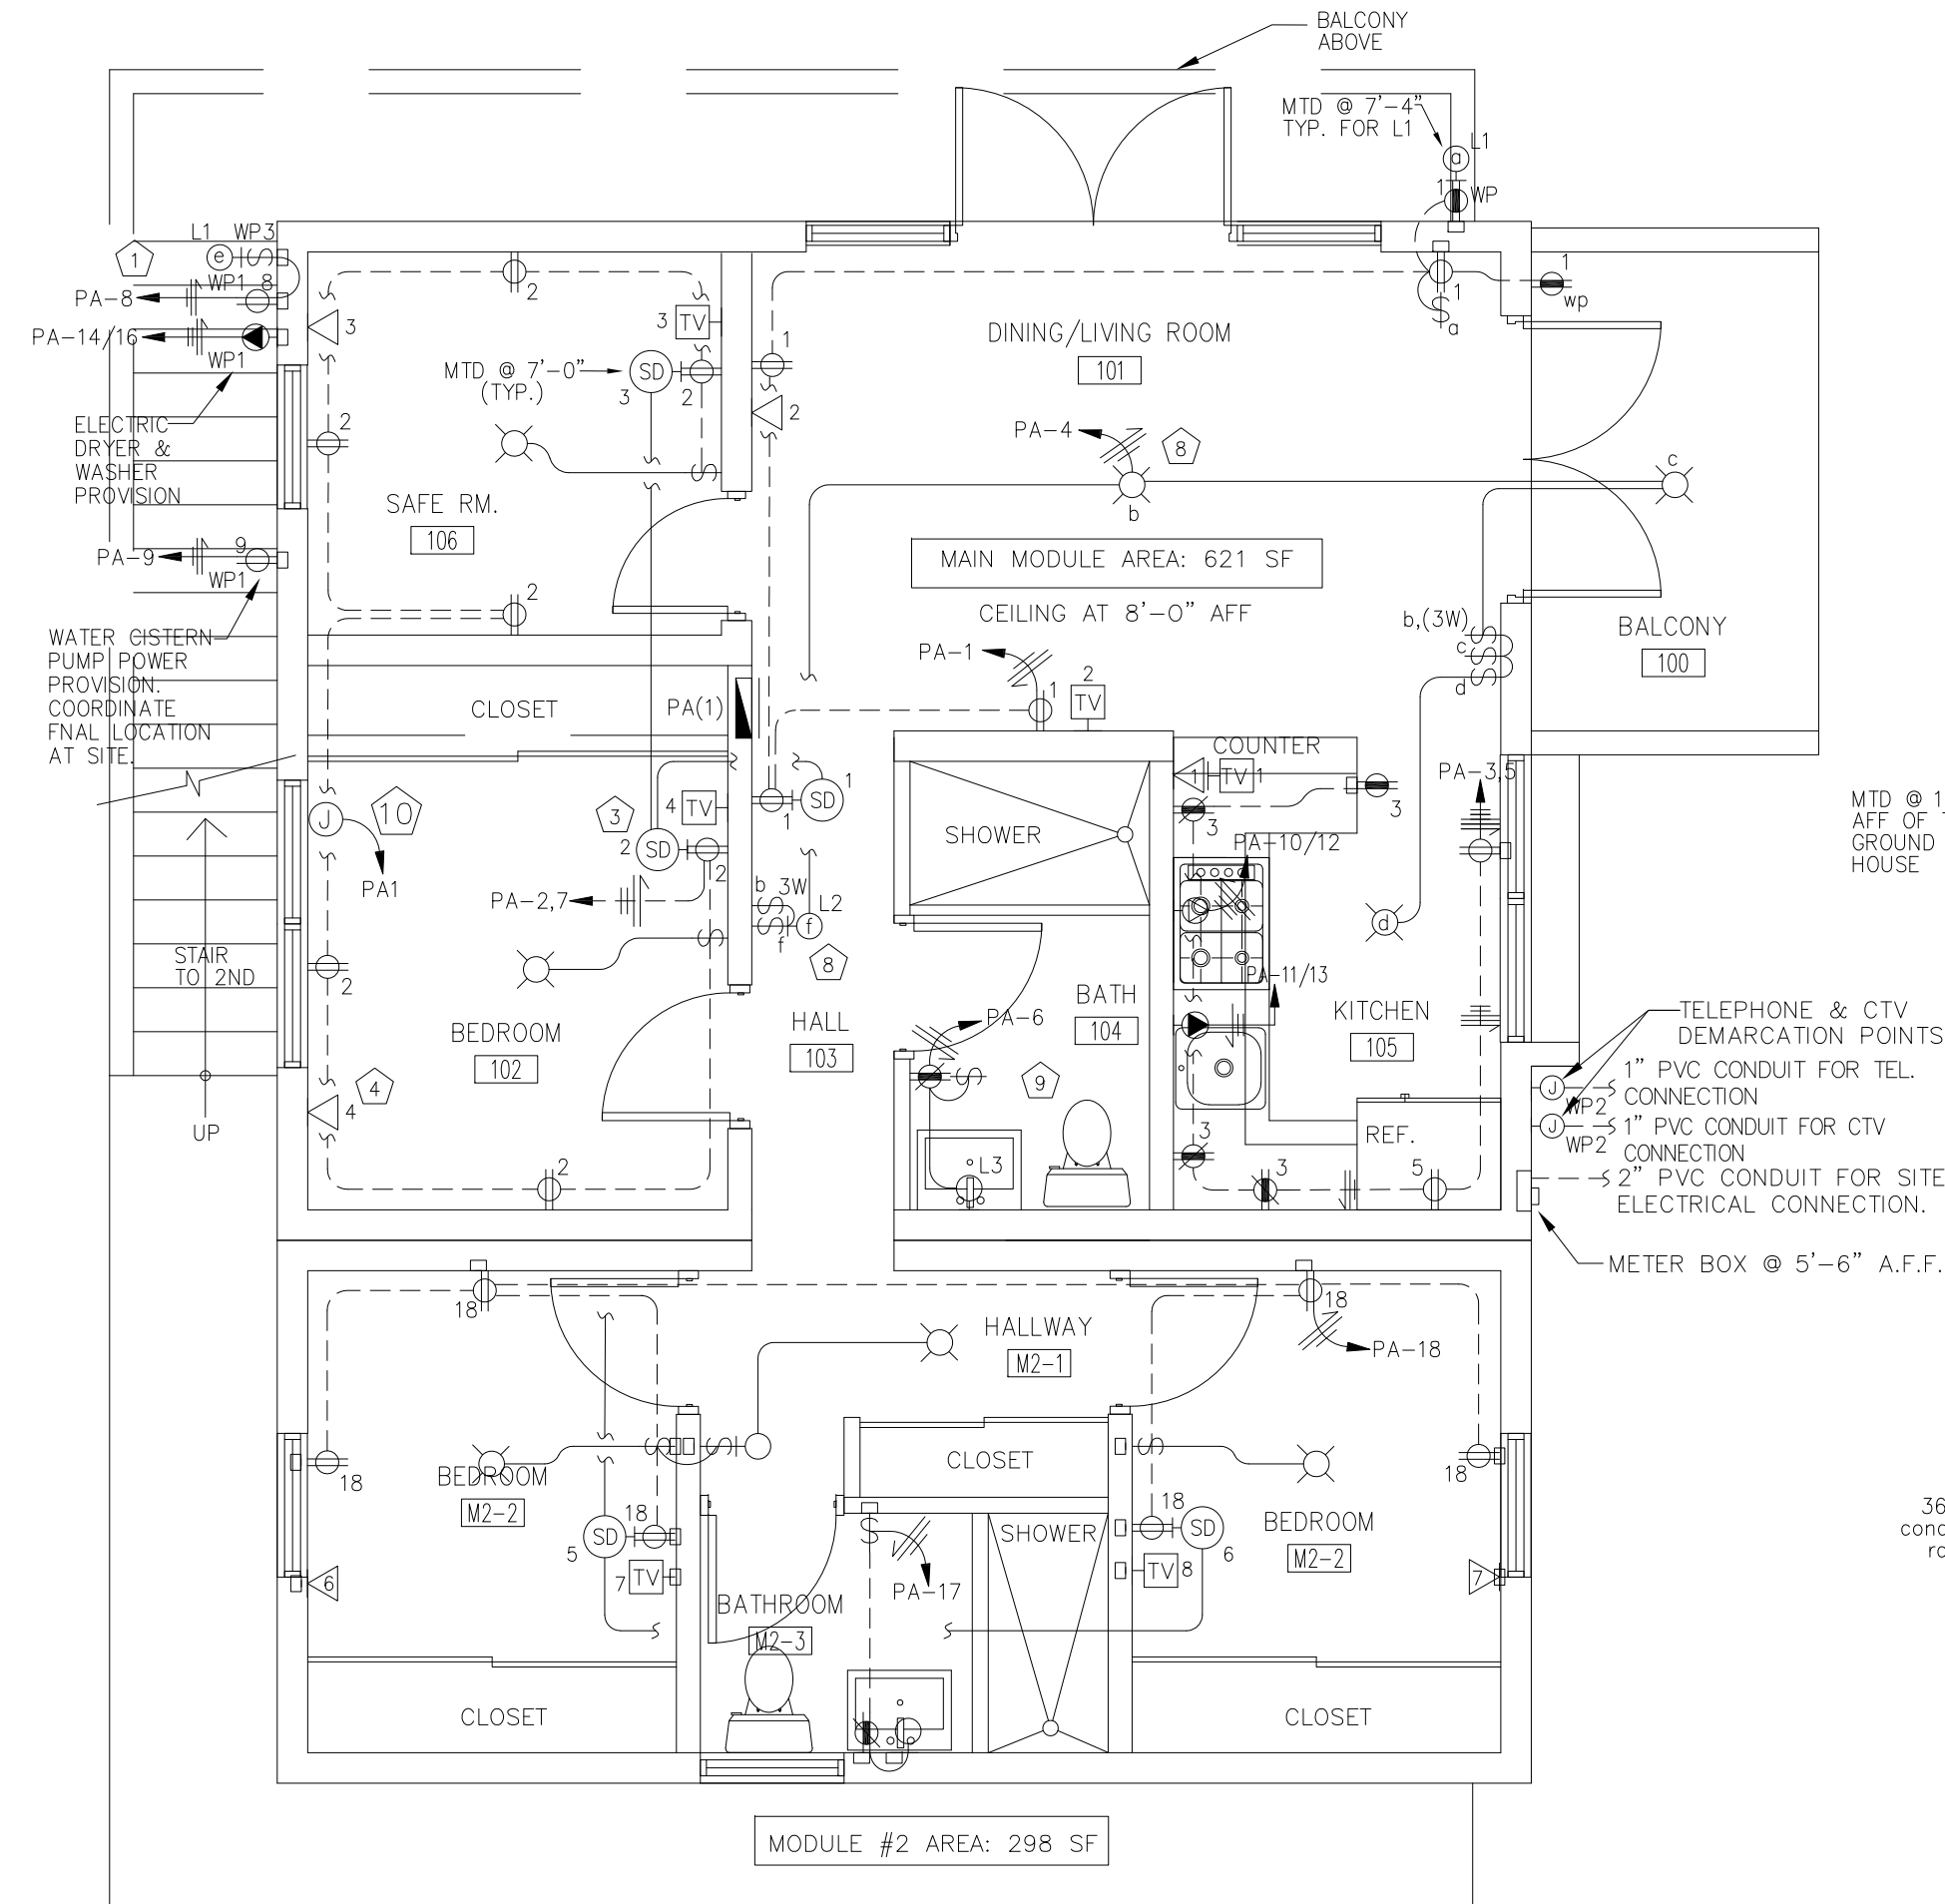 BALCONY
ABOVE
MTD @ 7'-4"
TYP. FOR L1
L1
a
1
WP
L1 WP3
e
1
WP1 8
PA-8
PA-14/16
WP1
3
2
3 TV
MTD @ 7'-0"
(TYP.)
SD
3
2
1
2
DINING/LIVING ROOM
101
1
a
1
wp
ELECTRIC
DRYER &
WASHER
PROVISION
2
SAFE RM.
106
PA-4
8
b
c
PA-9
9
WP1
2
MAIN MODULE AREA: 621 SF
CEILING AT 8'-0" AFF
WATER CISTERN
PUMP POWER
PROVISION.
COORDINATE
FNAL LOCATION
AT SITE.
b,(3W)
c
d
BALCONY
100
PA-1
1
2
TV
CLOSET
PA(1)
COUNTER
1
TV 1
3
3
PA-3,5
J
10
PA1
3
4 TV
2 SD
2
SD
1
1
SHOWER
PA-10/12
MTD @ 1
AFF OF
GROUND
HOUSE
PA-2,7
b 3W
f
L2
f
8
d
STAIR
TO 2ND
2
PA-11/13
BEDROOM
102
HALL
103
PA-6
BATH
104
KITCHEN
105
TELEPHONE & CTV
DEMARCATION POINTS
4
4
9
J
WP2
1" PVC CONDUIT FOR TEL.
CONNECTION
J
WP2
1" PVC CONDUIT FOR CTV
CONNECTION
UP
L3
3
REF.
2
3
5
2" PVC CONDUIT FOR SITE
ELECTRICAL CONNECTION.
METER BOX @ 5'-6" A.F.F.
18
18
HALLWAY
M2-1
PA-18
BEDROOM
M2-2
18
CLOSET
18
18
SD
5
7 TV
6
SHOWER
18
SD
6
TV 8
BEDROOM
M2-2
7
36
cond
ro
PA-17
BATHROOM
M2-3
CLOSET
CLOSET
MODULE #2 AREA: 298 SF